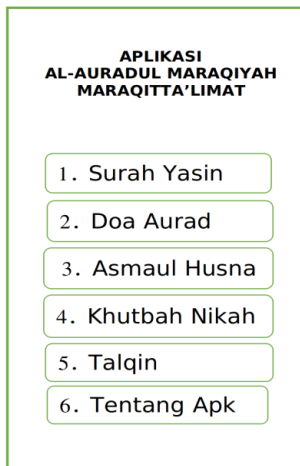 APLIKASI
AL-AURADUL MARAQIYAH
MARAQITTA’LIMAT
1. Surah Yasin
2. Doa Aurad
3. Asmaul Husna
4. Khutbah Nikah
5. Talqin
6. Tentang Apk